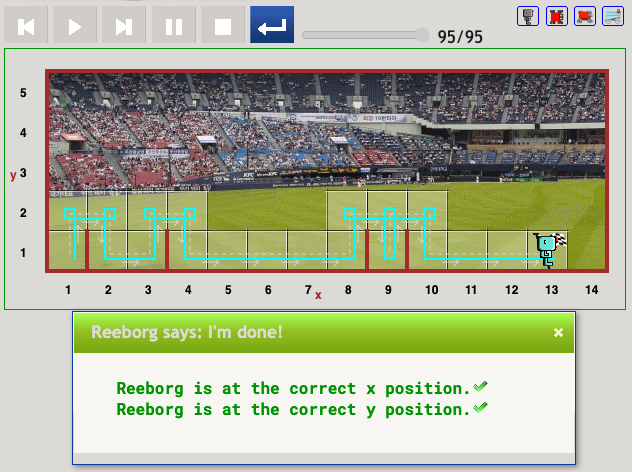 95/95
5
4
y 3
2
1
1 2 3 4 5 6 7 8 9 10 11 12 13 14
x
Reeborg says: I'm done!
×
Reeborg is at the correct x position.
Reeborg is at the correct y position.